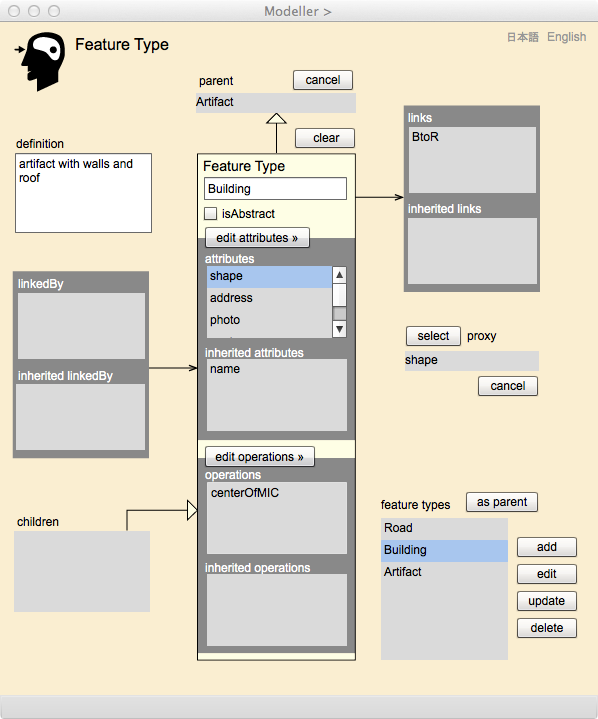 Modeller >
Feature Type
日本語 English
parent
cancel
Artifact
clear
definition
artifact with walls and
roof
Feature Type
Building
isAbstract
edit attributes »
attributes
shape
address
photo
inherited attributes
name
edit operations »
operations
centerOfMIC
inherited operations
links
BtoR
inherited links
linkedBy
inherited linkedBy
select proxy
shape
cancel
children
feature types
as parent
Road
Building
Artifact
add
edit
update
delete